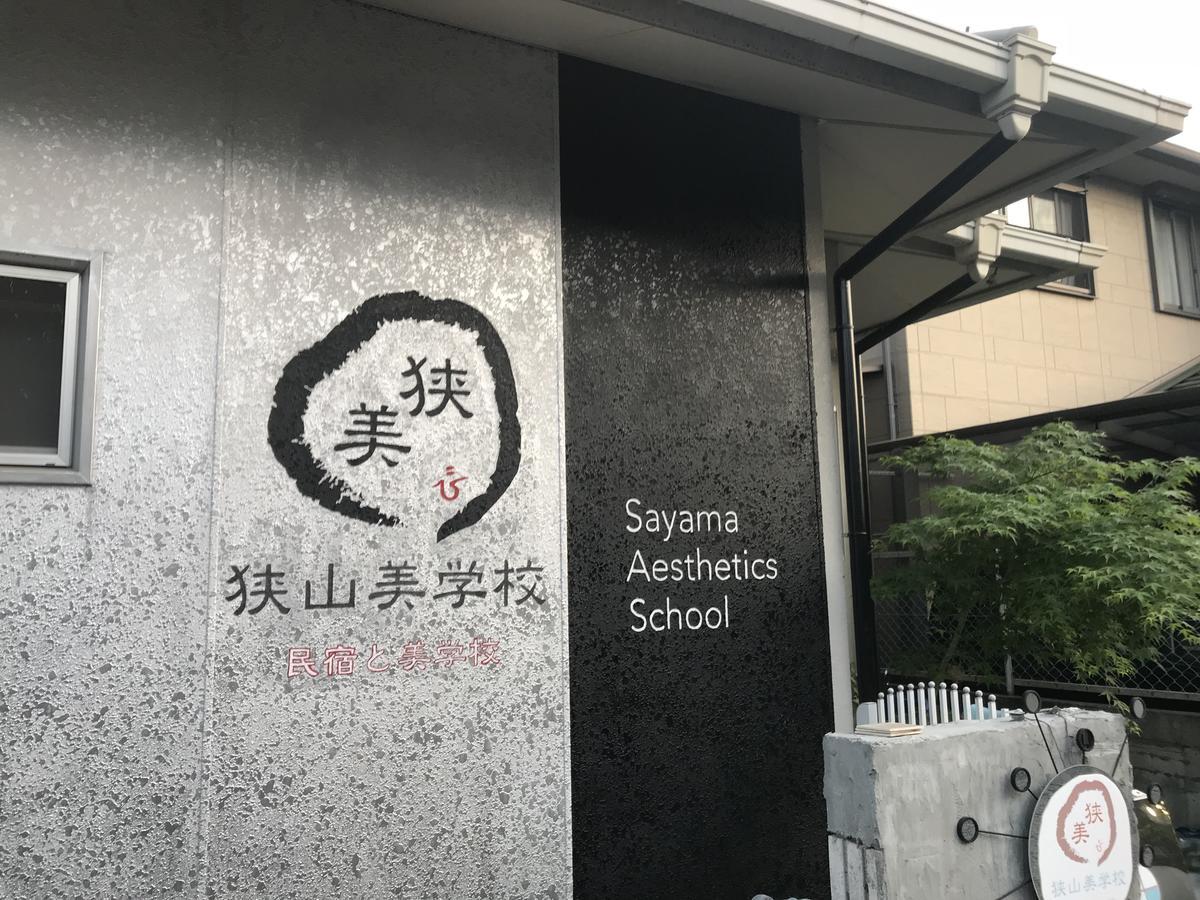 狭
美
狭山美学校
民宿と美学校
Sayama
Aesthetics
School
狭
美
狭山美学校